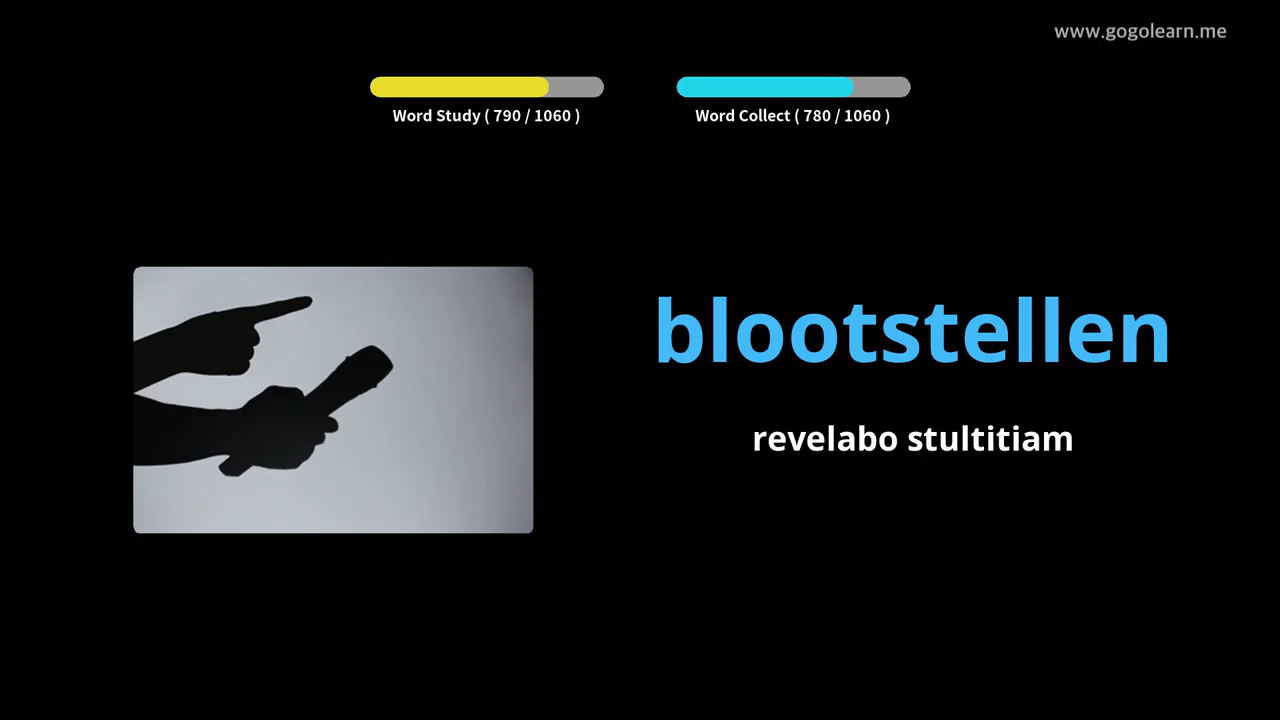 www.gogolearn.me
Word Study ( 790 / 1060 )
Word Collect ( 780 / 1060 )
blootstellen
revelabo stultitiam